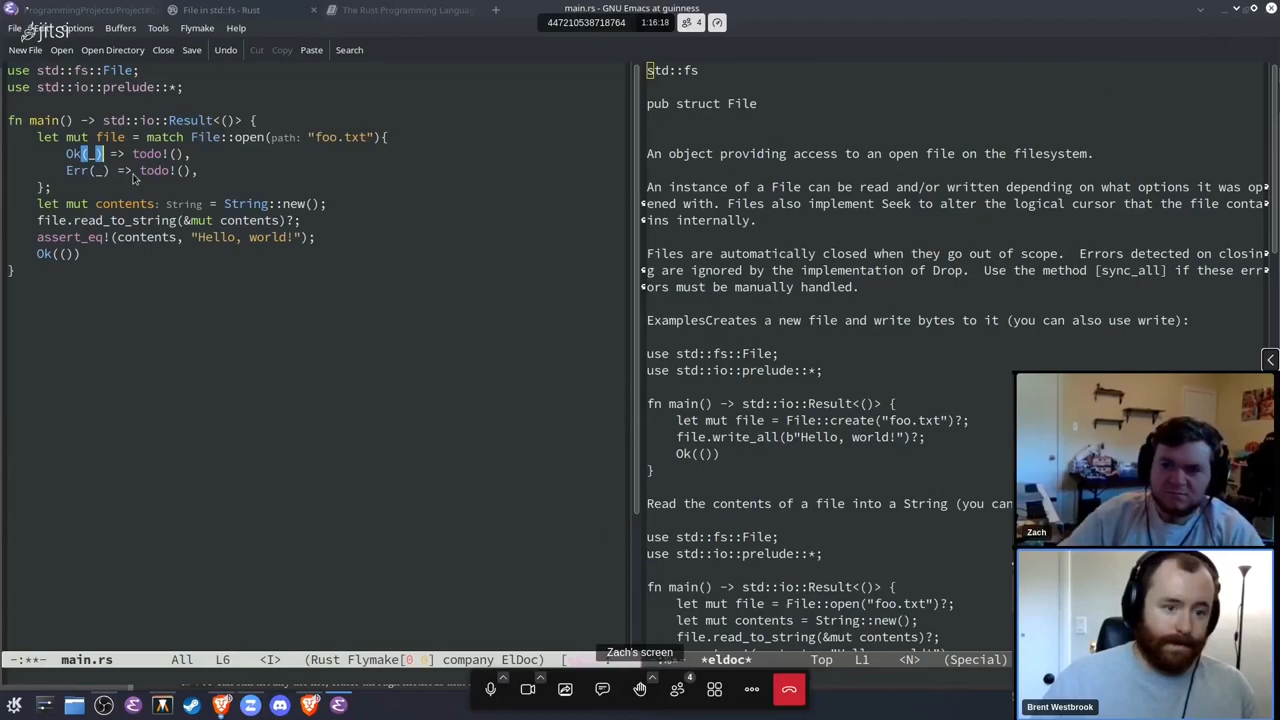 ProgrammingProjects/Project#
File in std::fs - Rust
The Rust Programming Langua
main.rs - GNU Emacs at guinness
jitsi
447210538718764
1:16:18
4
Options Buffers Tools Flymake Help
New File Open Open Directory Close Save Undo Cut Copy Paste Search
use std::fs::File;
use std::io::prelude::*;
fn main() -> std::io::Result<()> {
let mut file = match File::open(path: "foo.txt"){
Ok(_) => todo!(),
Err(_) => todo!(),
};
let mut contents: String = String::new();
file.read_to_string(&mut contents)?;
assert_eq!(contents, "Hello, world!");
Ok(())
}
std::fs
pub struct File
An object providing access to an open file on the filesystem.
An instance of a File can be read and/or written depending on what options it was op
ened with. Files also implement Seek to alter the logical cursor that the file conta
ins internally.
Files are automatically closed when they go out of scope.  Errors detected on closin
g are ignored by the implementation of Drop.  Use the method [sync_all] if these err
ors must be manually handled.
ExamplesCreates a new file and write bytes to it (you can also use write):
use std::fs::File;
use std::io::prelude::*;
fn main() -> std::io::Result<()> {
let mut file = File::create("foo.txt")?;
file.write_all(b"Hello, world!")?;
Ok(())
}
Read the contents of a file into a String (you can
use std::fs::File;
use std::io::prelude::*;
fn main() -> std::io::Result<()> {
let mut file = File::open("foo.txt")?;
let mut contents = String::new();
file.read_to_string(&mut contents)?;
-:**- main.rs All L6 <I> (Rust Flymake[0 0] company ElDoc)
*eldoc* Top L1 <N> (Special)
Zach's screen
4
Zach
Brent Westbrook